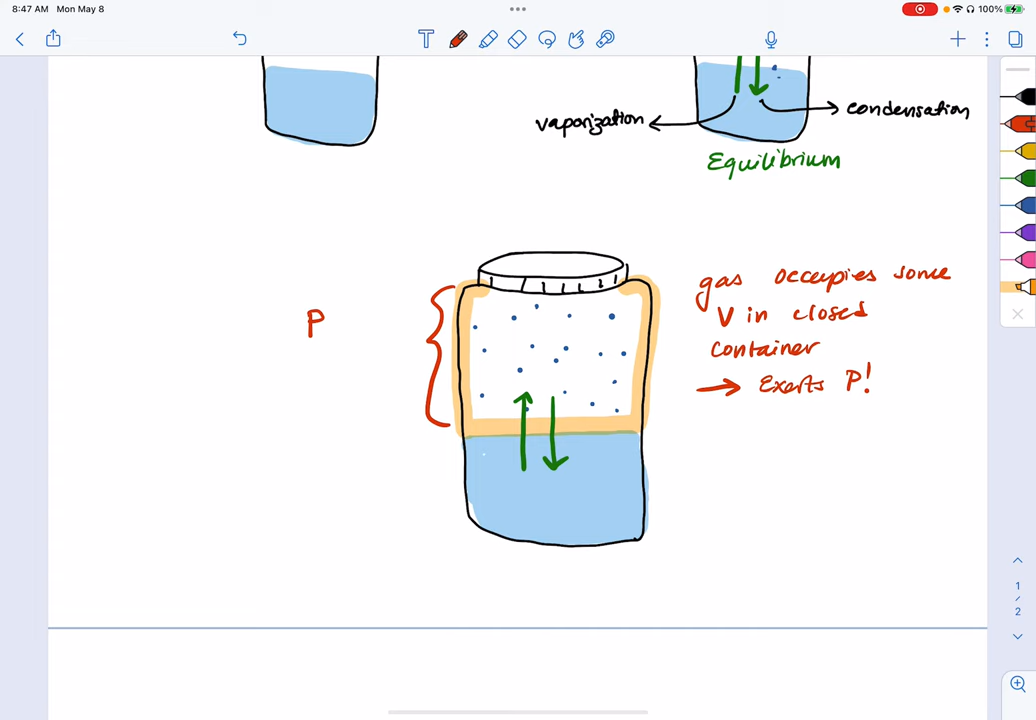 8:47 AM Mon May 8
100%
T
vaporization
condensation
Equilibrium
gas occupies some
V in closed
container
→ Exerts P!
P
1
/
2